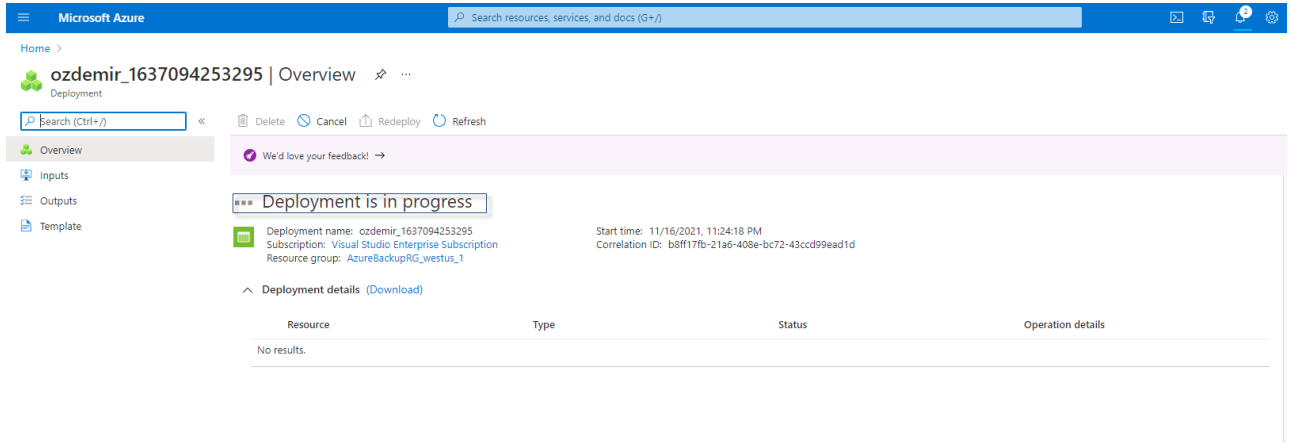 Microsoft Azure
Search resources, services, and docs (G+/)
2
Home >
ozdemir_1637094253295 | Overview
Deployment
Search (Ctrl+/)
«
Delete Cancel Redeploy Refresh
Overview
Inputs
Outputs
Template
We'd love your feedback! →
Deployment is in progress
Deployment name: ozdemir_1637094253295
Subscription: Visual Studio Enterprise Subscription
Resource group: AzureBackupRG_westus_1
Start time: 11/16/2021, 11:24:18 PM
Correlation ID: b8ff17fb-21a6-408e-bc72-43ccd99ead1d
Deployment details (Download)
Resource Type Status Operation details
No results.